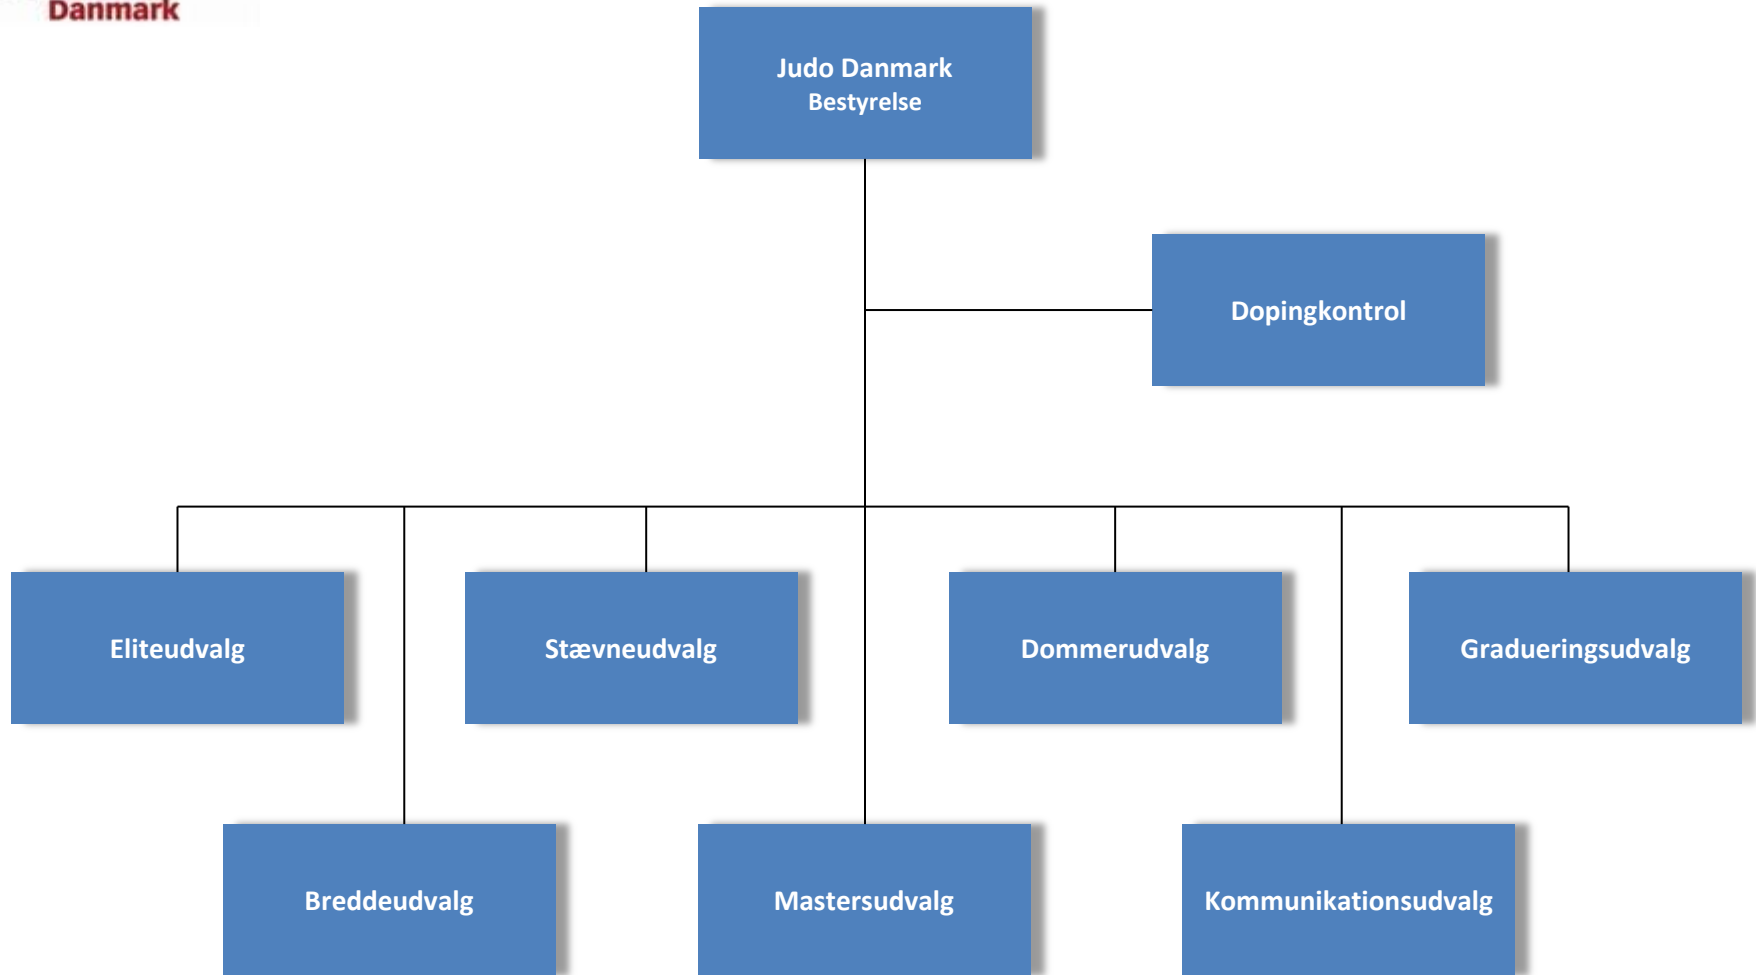 Danmark
Judo Danmark
Bestyrelse
Dopingkontrol
Eliteudvalg
Stævneudvalg
Dommerudvalg
Gradueringsudvalg
Breddeudvalg
Mastersudvalg
Kommunikationsudvalg